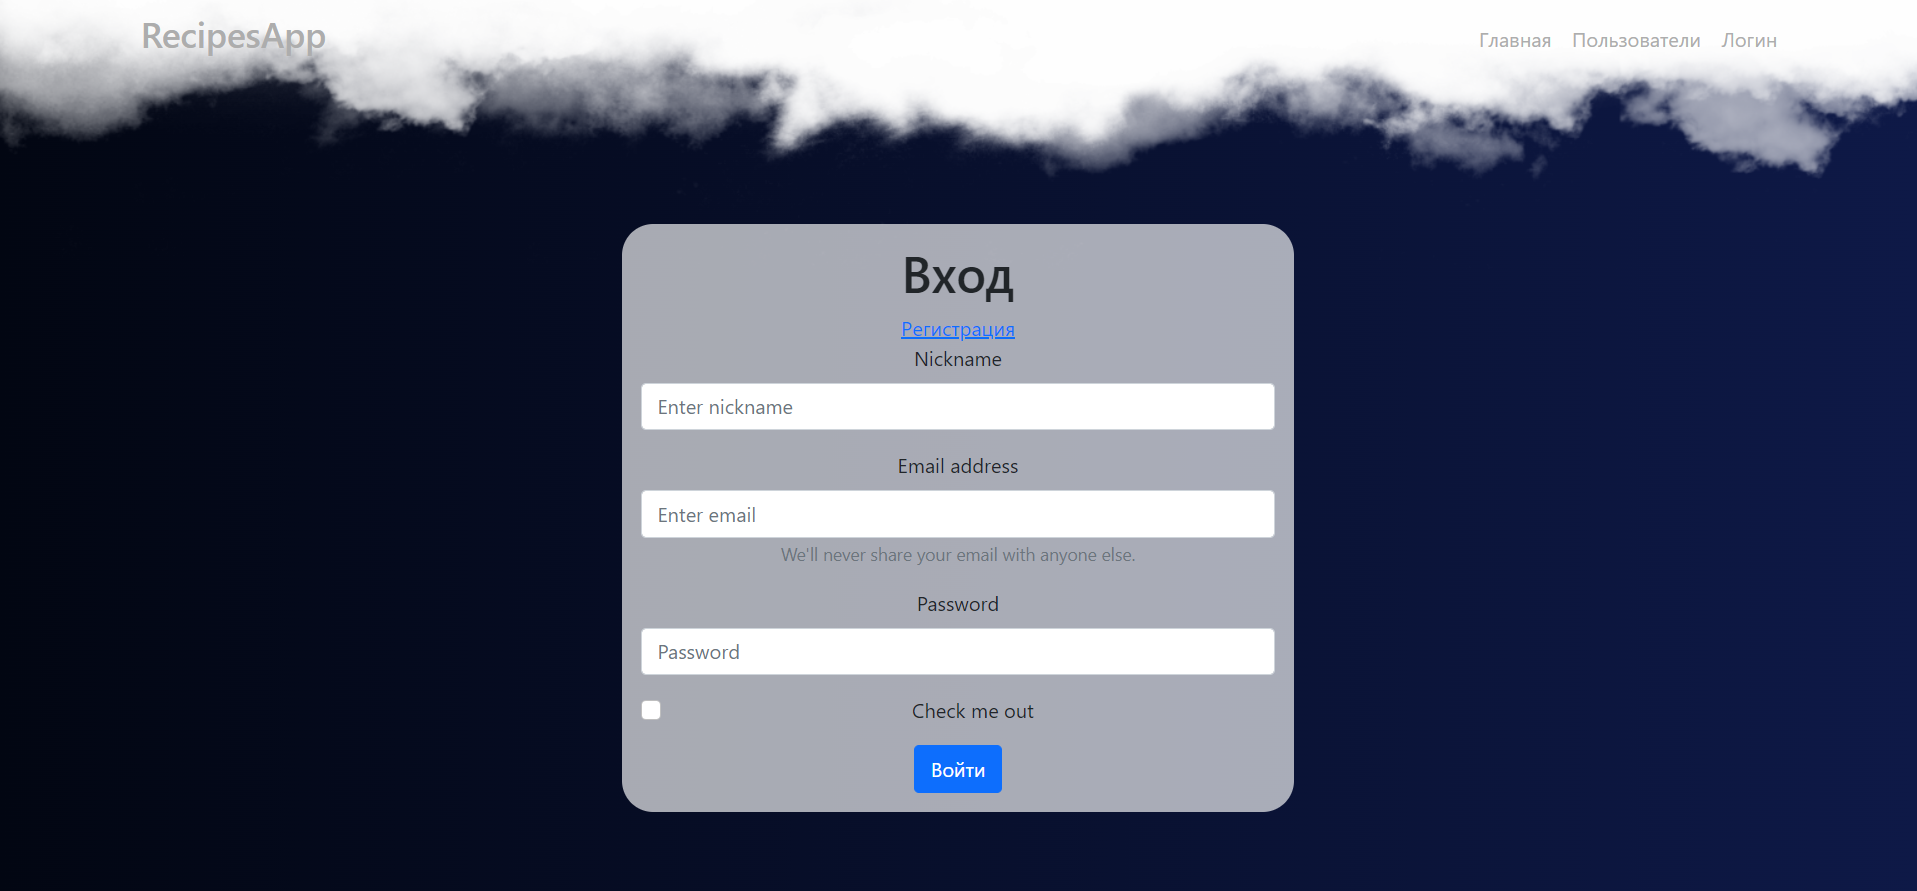 RecipesApp
Главная Пользователи Логин
Вход
Регистрация
Nickname
Enter nickname
Email address
Enter email
We'll never share your email with anyone else.
Password
Password
Check me out
Войти